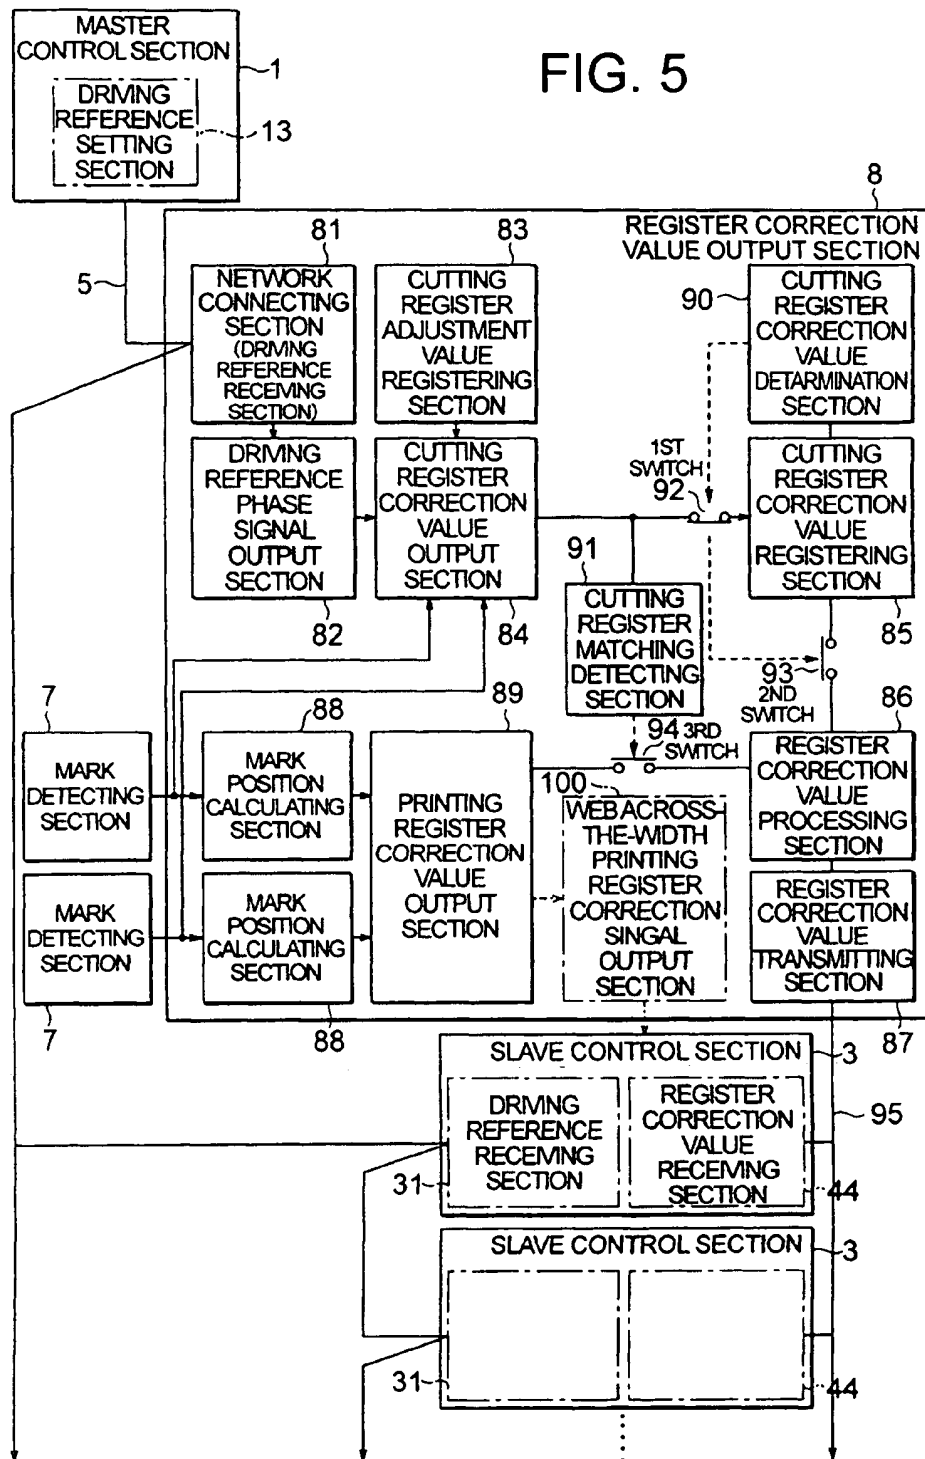 MASTER
CONTROL SECTION
1
FIG. 5
DRIVING
REFERENCE
SETTING
SECTION
13
8
REGISTER CORRECTION
VALUE OUTPUT SECTION
5
81
NETWORK
CONNECTING
SECTION
(DRIVING
REFERENCE
RECEIVING
SECTION)
83
CUTTING
REGISTER
ADJUSTMENT
VALUE
REGISTERING
SECTION
90
CUTTING
REGISTER
CORRECTION
VALUE
DETARMINATION
SECTION
DRIVING
REFERENCE
PHASE
SIGNAL
OUTPUT
SECTION
82
CUTTING
REGISTER
CORRECTION
VALUE
OUTPUT
SECTION
84
1ST
SWITCH
92
CUTTING
REGISTER
CORRECTION
VALUE
REGISTERING
SECTION
85
91
CUTTING
REGISTER
MATCHING
DETECTING
SECTION
93
2ND
SWITCH
94
3RD
SWITCH
7
MARK
DETECTING
SECTION
88
MARK
POSITION
CALCULATING
SECTION
89
PRINTING
REGISTER
CORRECTION
VALUE
OUTPUT
SECTION
100
WEB ACROSS-
THE-WIDTH
PRINTING
REGISTER
CORRECTION
SINGAL
OUTPUT
SECTION
86
REGISTER
CORRECTION
VALUE
PROCESSING
SECTION
MARK
DETECTING
SECTION
7
MARK
POSITION
CALCULATING
SECTION
88
REGISTER
CORRECTION
VALUE
TRANSMITTING
SECTION
87
SLAVE CONTROL SECTION
3
DRIVING
REFERENCE
RECEIVING
SECTION
31
REGISTER
CORRECTION
VALUE
RECEIVING
SECTION
44
95
SLAVE CONTROL SECTION
3
31
44